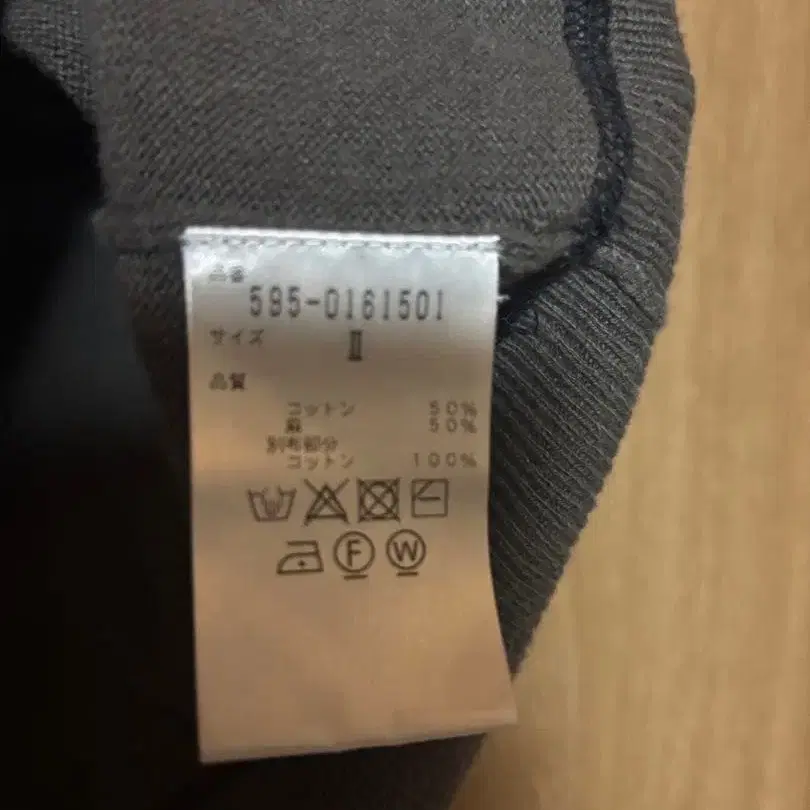 品番
595-0161501
サイズ Ⅱ
品質
コットン 50%
麻 50%
別布部分
コットン 100%
F W